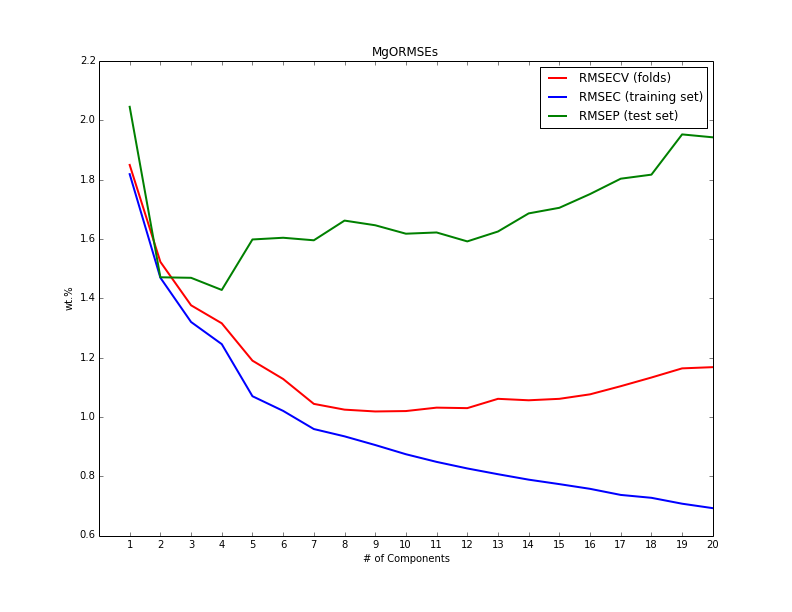 MgORMSEs
RMSECV (folds)
RMSEC (training set)
RMSEP (test set)
2.2
2.0
1.8
1.6
1.4
1.2
1.0
0.8
0.6
wt.%
1 2 3 4 5 6 7 8 9 10 11 12 13 14 15 16 17 18 19 20
# of Components